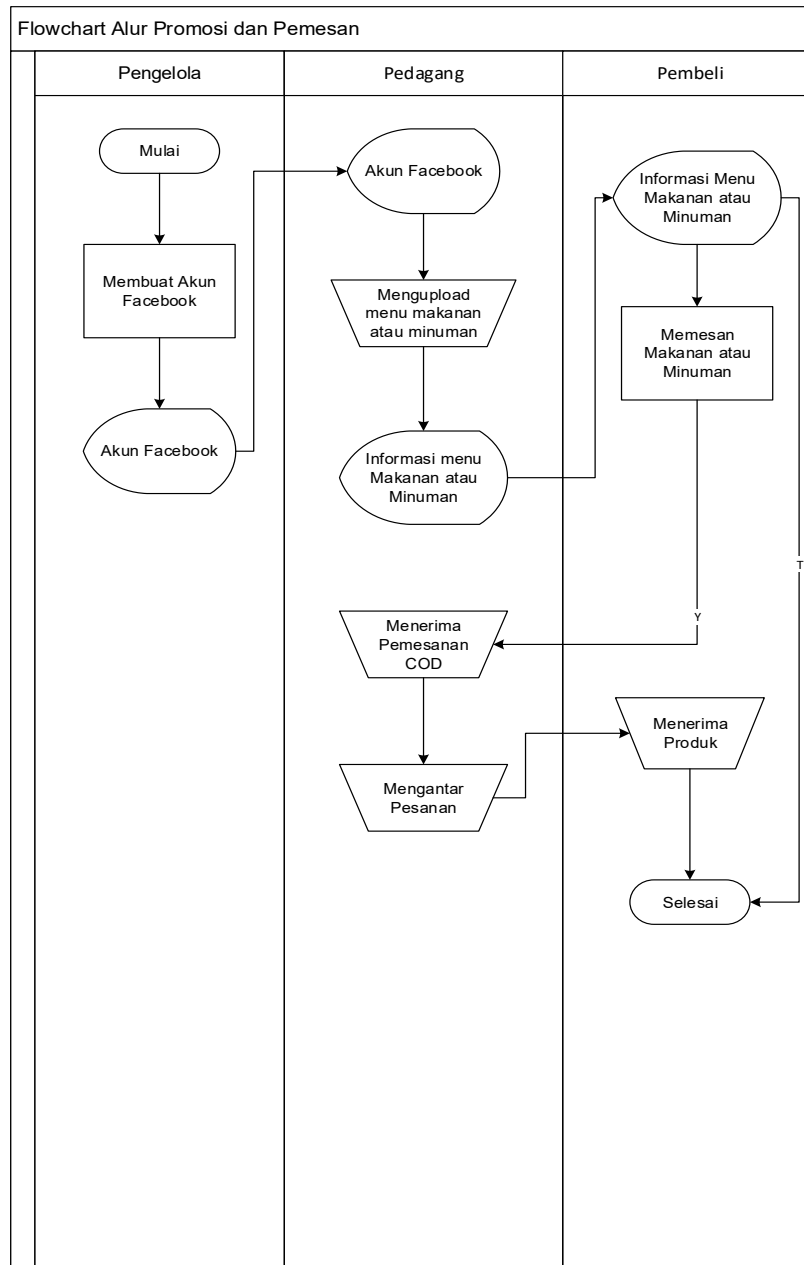 Flowchart Alur Promosi dan Pemesan
Pengelola
Pedagang
Pembeli
Mulai
Membuat Akun
Facebook
Akun Facebook
Akun Facebook
Mengupload
menu makanan
atau minuman
Informasi menu
Makanan atau
Minuman
Menerima
Pemesanan
COD
Mengantar
Pesanan
Informasi Menu
Makanan atau
Minuman
Memesan
Makanan atau
Minuman
T
Y
Menerima
Produk
Selesai